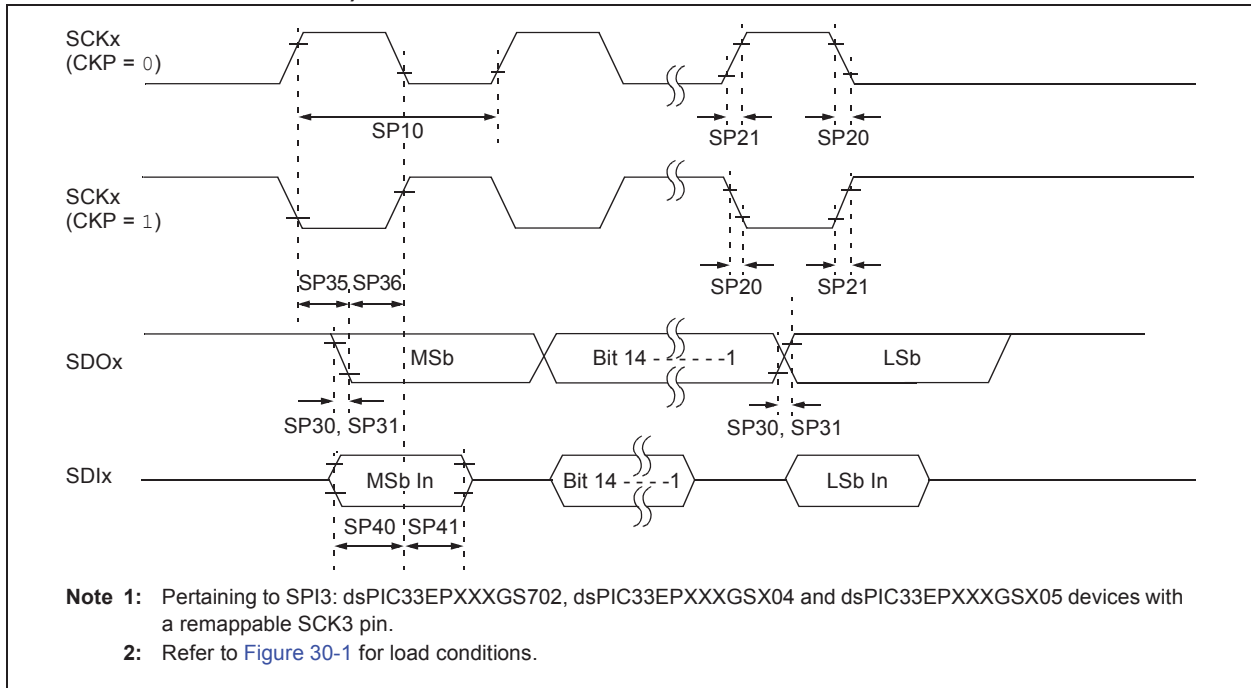 SCKx
(CKP = 0)
SP10
SP21
SP20
SCKx
(CKP = 1)
SP35
SP36
SP20
SP21
SDOx
MSb
Bit 14 - - - - - -1
LSb
SP30, SP31
SP30, SP31
SDIx
MSb In
Bit 14 - - - -1
LSb In
SP40
SP41
Note 1: Pertaining to SPI3: dsPIC33EPXXXGS702, dsPIC33EPXXXGSX04 and dsPIC33EPXXXGSX05 devices with
a remappable SCK3 pin.
2: Refer to Figure 30-1 for load conditions.